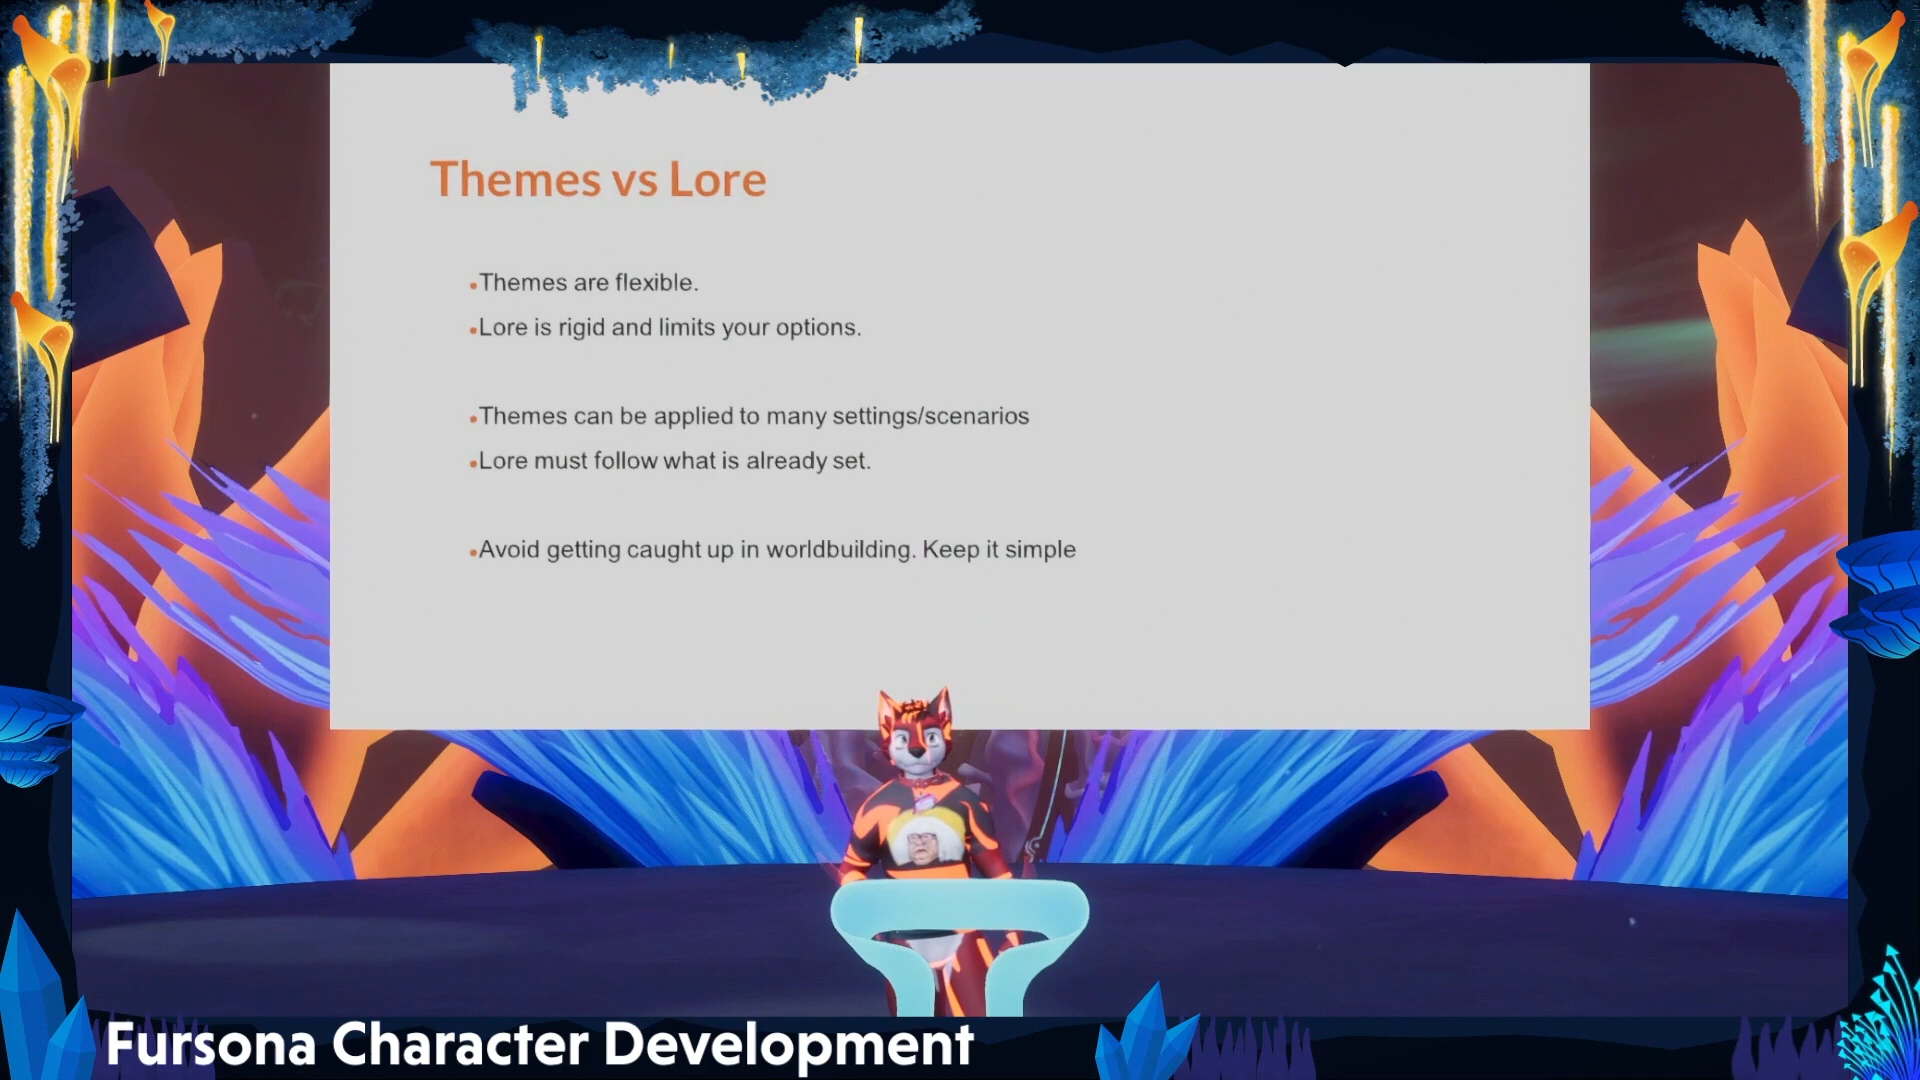 Themes vs Lore
•Themes are flexible.
•Lore is rigid and limits your options.
•Themes can be applied to many settings/scenarios
•Lore must follow what is already set.
•Avoid getting caught up in worldbuilding. Keep it simple
Fursona Character Development